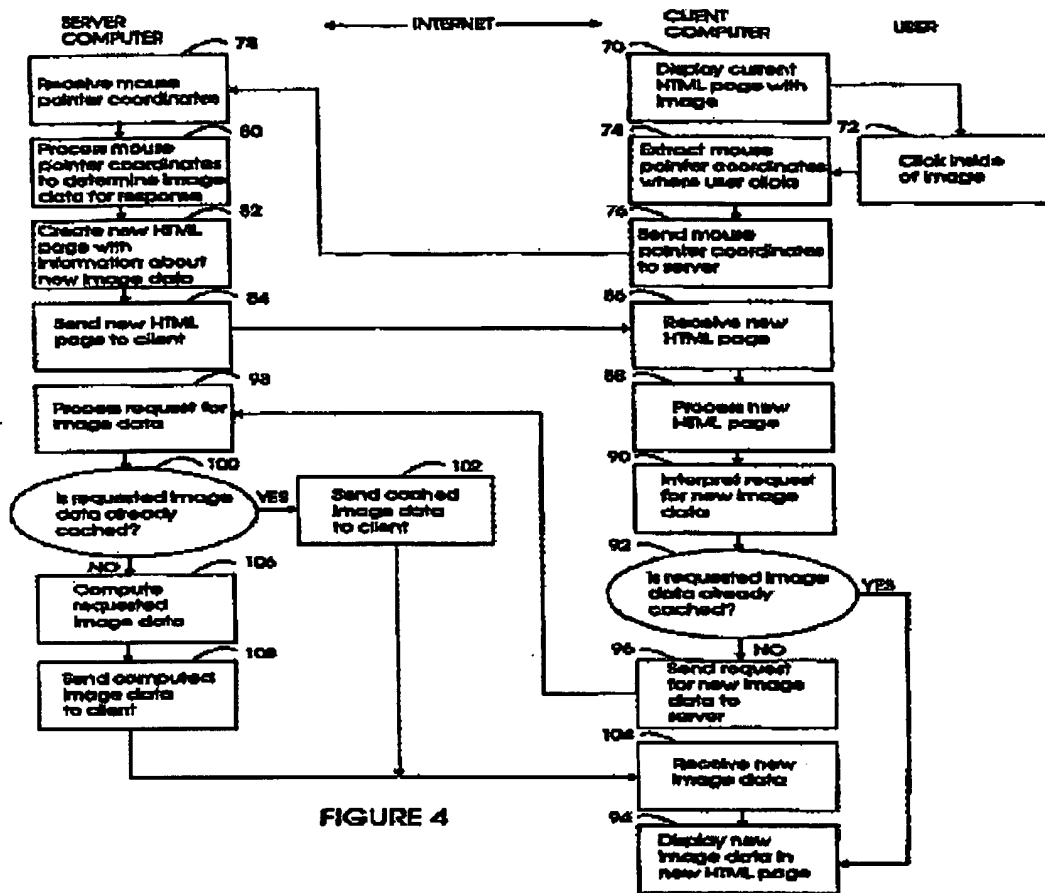 SERVER
COMPUTER
INTERNET
CLIENT
COMPUTER
USER
78
Receive mouse
pointer coordinates
80
Process mouse
pointer coordinates
to determine image
data for response
82
Create new HTML
page with
information about
new image data
84
Send new HTML
page to client
98
Process request for
image data
100
Is requested image
data already
cached?
YES
102
Send cached
image data
to client
NO
106
Compute
requested
image data
108
Send computed
image data
to client
70
Display current
HTML page with
image
72
Click inside
of image
74
Extract mouse
pointer coordinates
where user clicks
76
Send mouse
pointer coordinates
to server
86
Receive new
HTML page
88
Process new
HTML page
90
Interpret request
for new image
data
92
Is requested image
data already
cached?
YES
NO
96
Send request
for new image
data to
server
104
Receive new
image data
94
Display new
image data in
new HTML page
FIGURE 4